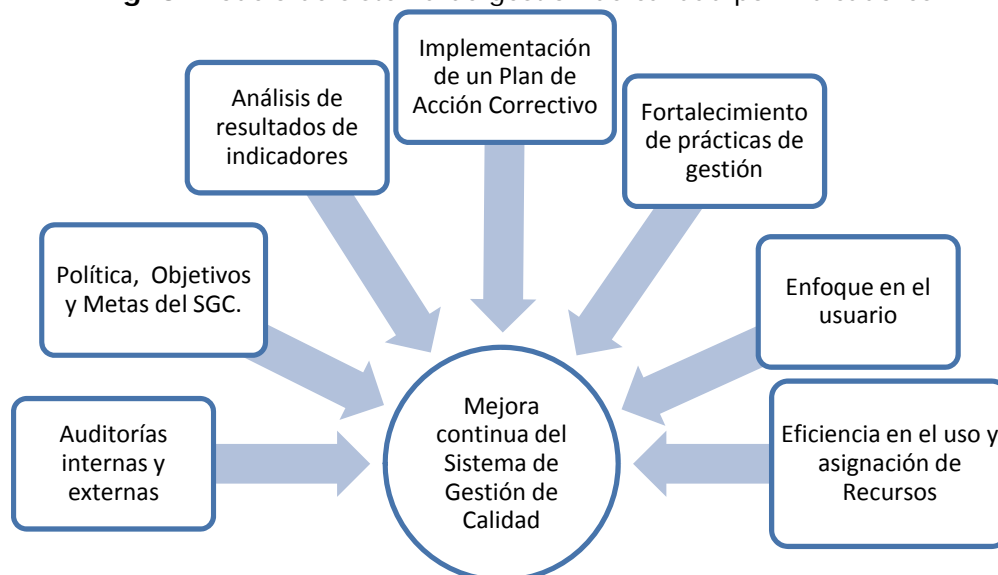 Implementación
de un Plan de
Acción Correctivo
Análisis de
resultados de
indicadores
Fortalecimiento
de prácticas de
gestión
Política, Objetivos
y Metas del SGC.
Enfoque en el
usuario
Auditorías
internas y
externas
Mejora
continua del
Sistema de
Gestión de
Calidad
Eficiencia en el uso y
asignación de
Recursos